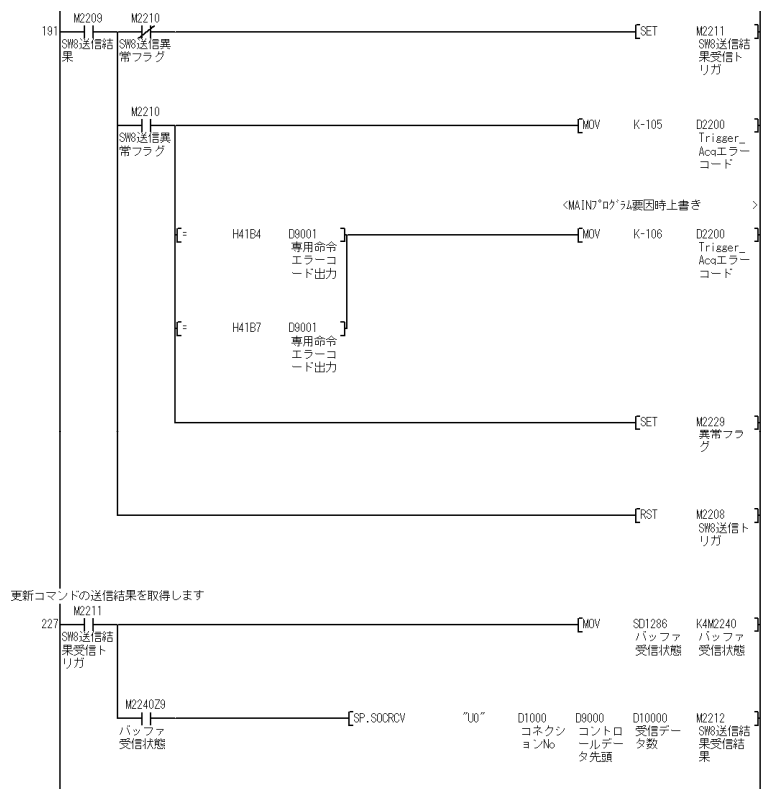 M2209 M2210
191 [SET M2211 ]
SW8送信結 SW8送信異 SW8送信結
果 常フラグ 果受信ト
リガ
M2210
[MOV K-105 D2200 ]
SW8送信異 Trigger_
常フラグ Acqエラー
コード
<MAINﾌﾟﾛｸﾞﾗﾑ要因時上書き >
[= H41B4 D9001 ] [MOV K-106 D2200 ]
専用命令 Trigger_
エラーコ Acqエラー
ード出力 コード
[= H41B7 D9001 ]
専用命令
エラーコ
ード出力
[SET M2229 ]
異常フラ
グ
[RST M2208 ]
SW8送信ト
リガ
更新コマンドの送信結果を取得します
M2211
227 [MOV SD1286 K4M2240 ]
SW8送信結 バッファ バッファ
果受信ト 受信状態 受信状態
リガ
M2240Z9
[SP.SOCRCV "U0" D1000 D9000 D10000 M2212 ]
バッファ コネクシ コントロ 受信デー SW8送信結
受信状態 ョンNo ールデー タ数 果受信結
タ先頭 果